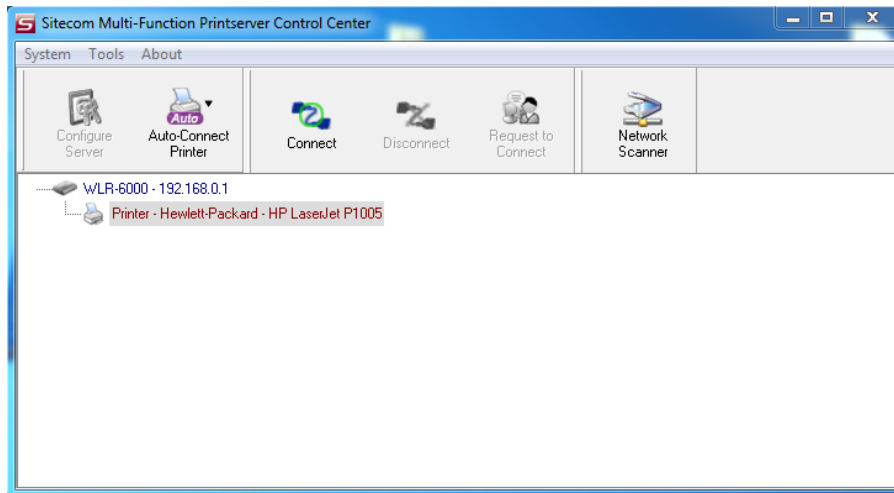 Sitecom Multi-Function Printserver Control Center
System Tools About
Configure Server
Auto
Auto-Connect Printer
Connect
Disconnect
Request to Connect
Network Scanner
WLR-6000 - 192.168.0.1
Printer - Hewlett-Packard - HP LaserJet P1005